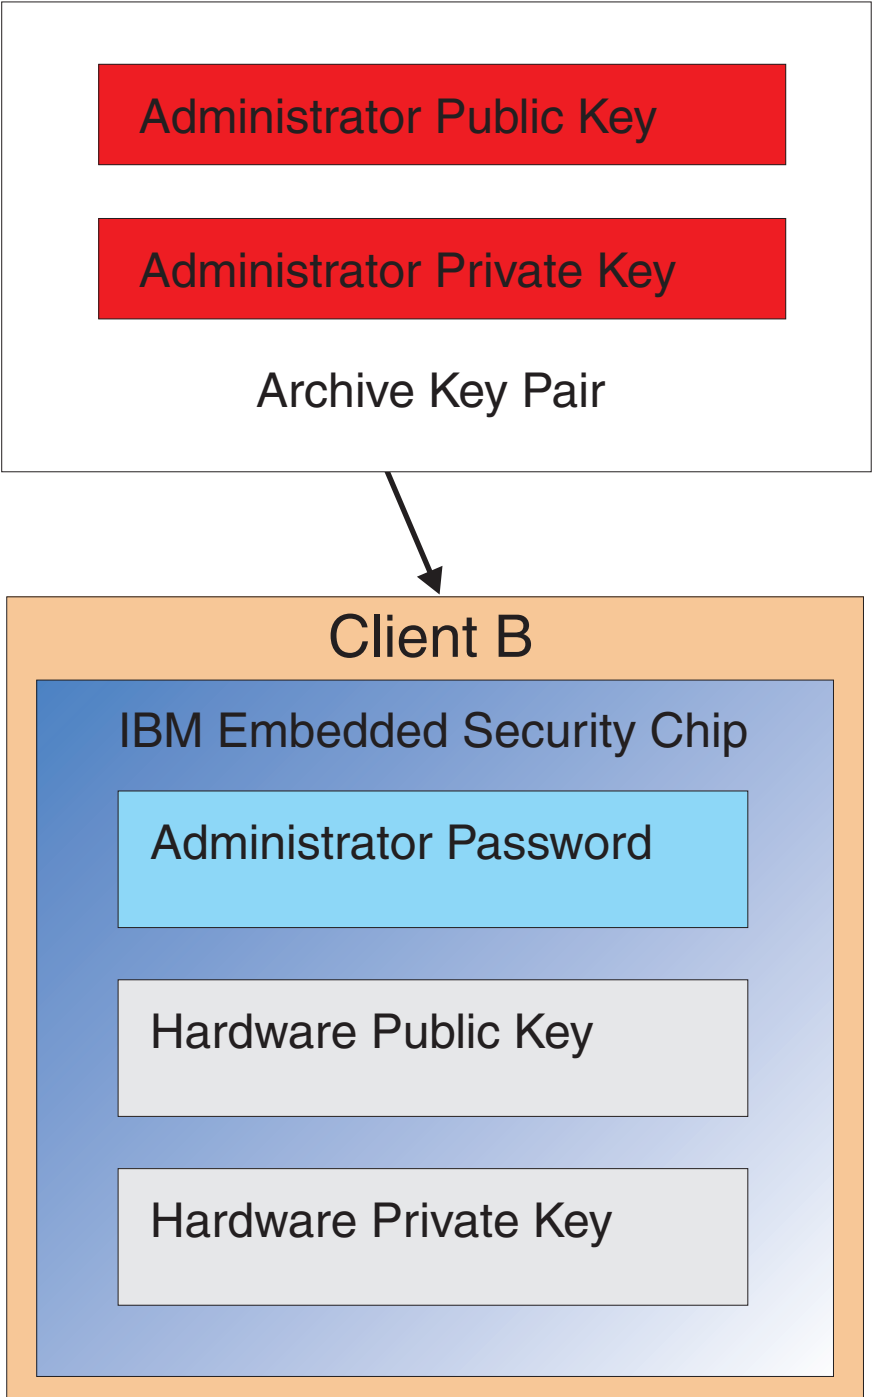 Administrator Public Key
Administrator Private Key
Archive Key Pair
Client B
IBM Embedded Security Chip
Administrator Password
Hardware Public Key
Hardware Private Key